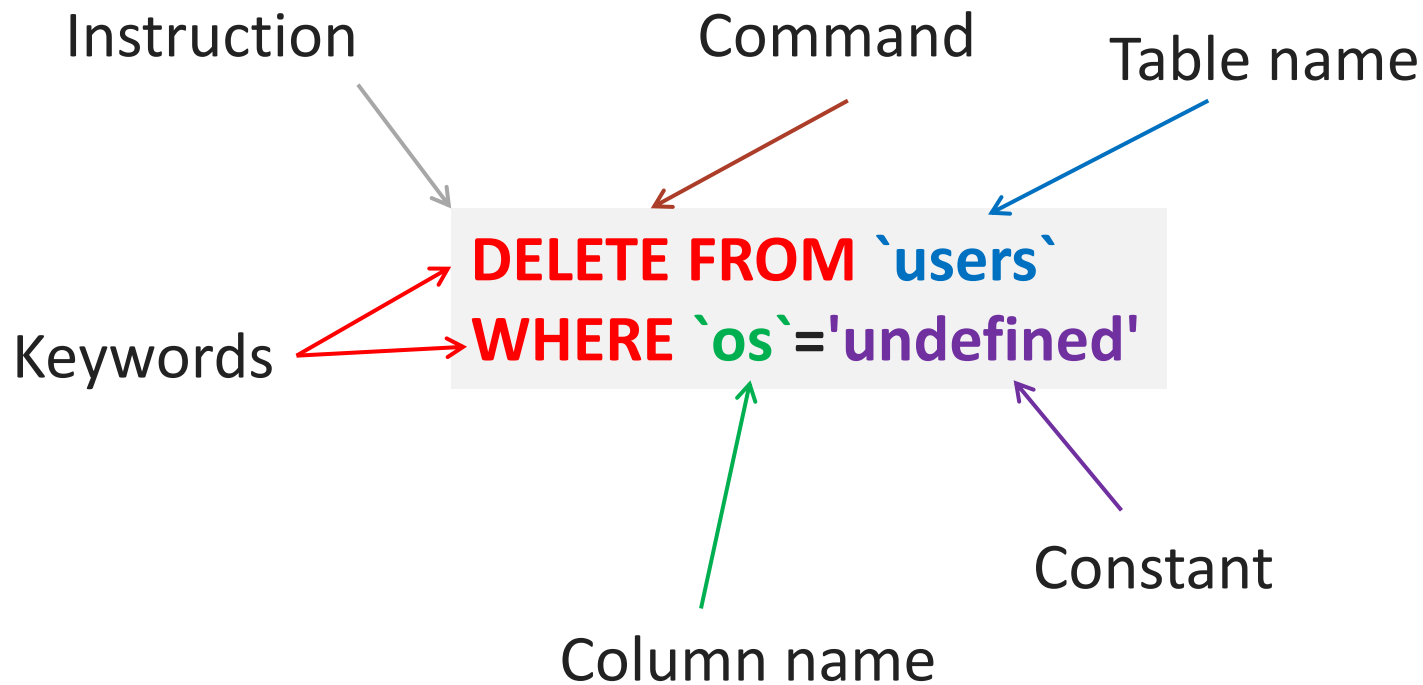 Instruction
Command
Table name
DELETE FROM `users`
WHERE `os`='undefined'
Keywords
Constant
Column name